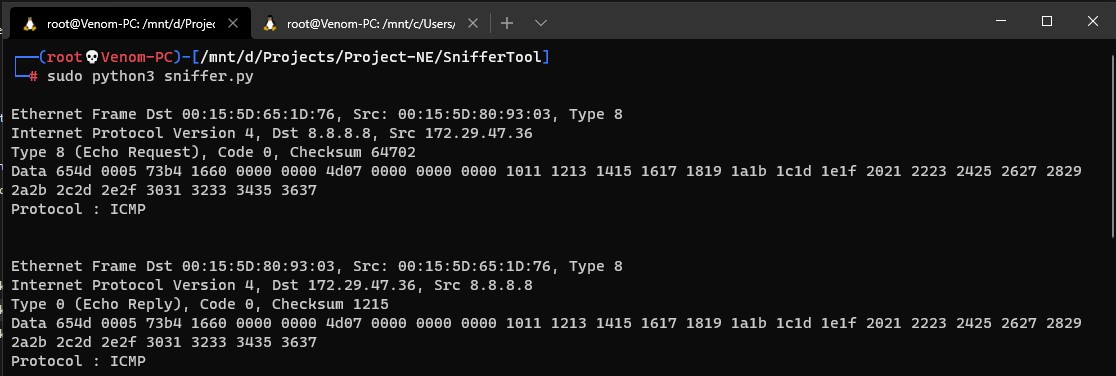 root@Venom-PC: /mnt/d/Projec
root@Venom-PC: /mnt/c/Users/
(root💀Venom-PC)-[/mnt/d/Projects/Project-NE/SnifferTool]
# sudo python3 sniffer.py
Ethernet Frame Dst 00:15:5D:65:1D:76, Src: 00:15:5D:80:93:03, Type 8
Internet Protocol Version 4, Dst 8.8.8.8, Src 172.29.47.36
Type 8 (Echo Request), Code 0, Checksum 64702
Data 654d 0005 73b4 1660 0000 0000 4d07 0000 0000 0000 1011 1213 1415 1617 1819 1a1b 1c1d 1e1f 2021 2223 2425 2627 2829
2a2b 2c2d 2e2f 3031 3233 3435 3637
Protocol : ICMP
Ethernet Frame Dst 00:15:5D:80:93:03, Src: 00:15:5D:65:1D:76, Type 8
Internet Protocol Version 4, Dst 172.29.47.36, Src 8.8.8.8
Type 0 (Echo Reply), Code 0, Checksum 1215
Data 654d 0005 73b4 1660 0000 0000 4d07 0000 0000 0000 1011 1213 1415 1617 1819 1a1b 1c1d 1e1f 2021 2223 2425 2627 2829
2a2b 2c2d 2e2f 3031 3233 3435 3637
Protocol : ICMP